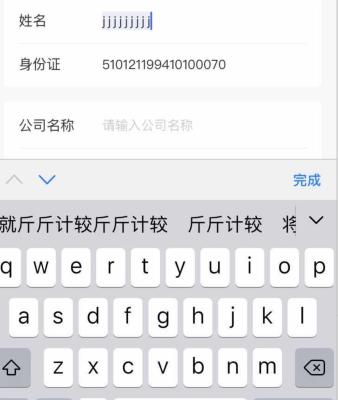 姓名 jjjjjjjjj
身份证 510121199410100070
公司名称 请输入公司名称
完成
就斤斤计较斤斤计较 斤斤计较 将
q w e r t y u i o p
a s d f g h j k l
z x c v b n m